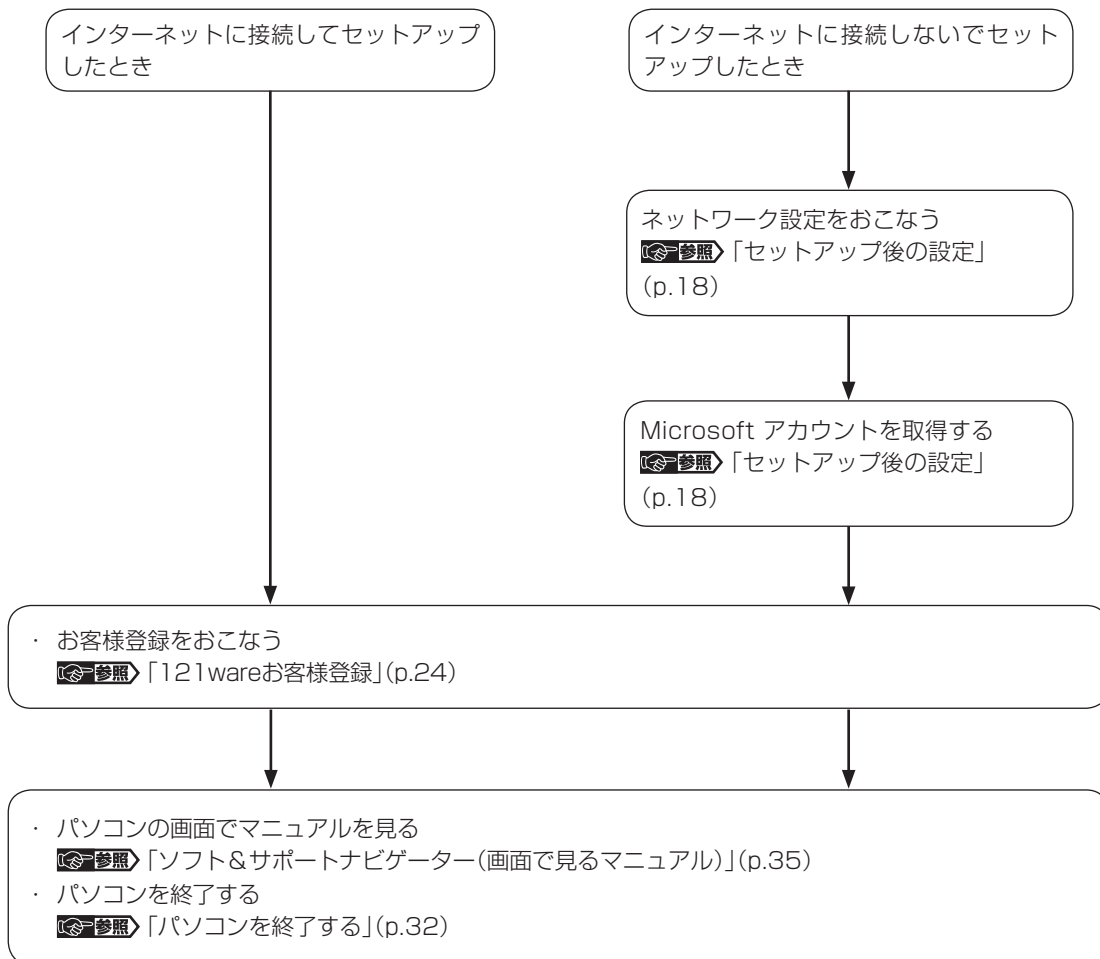 インターネットに接続してセットアップ
したとき
インターネットに接続しないでセット
アップしたとき
ネットワーク設定をおこなう
参照 「セットアップ後の設定」
(p.18)
Microsoft アカウントを取得する
参照 「セットアップ後の設定」
(p.18)
・ お客様登録をおこなう
参照 「121wareお客様登録」(p.24)
・ パソコンの画面でマニュアルを見る
参照 「ソフト&サポートナビゲーター(画面で見るマニュアル)」(p.35)
・ パソコンを終了する
参照 「パソコンを終了する」(p.32)